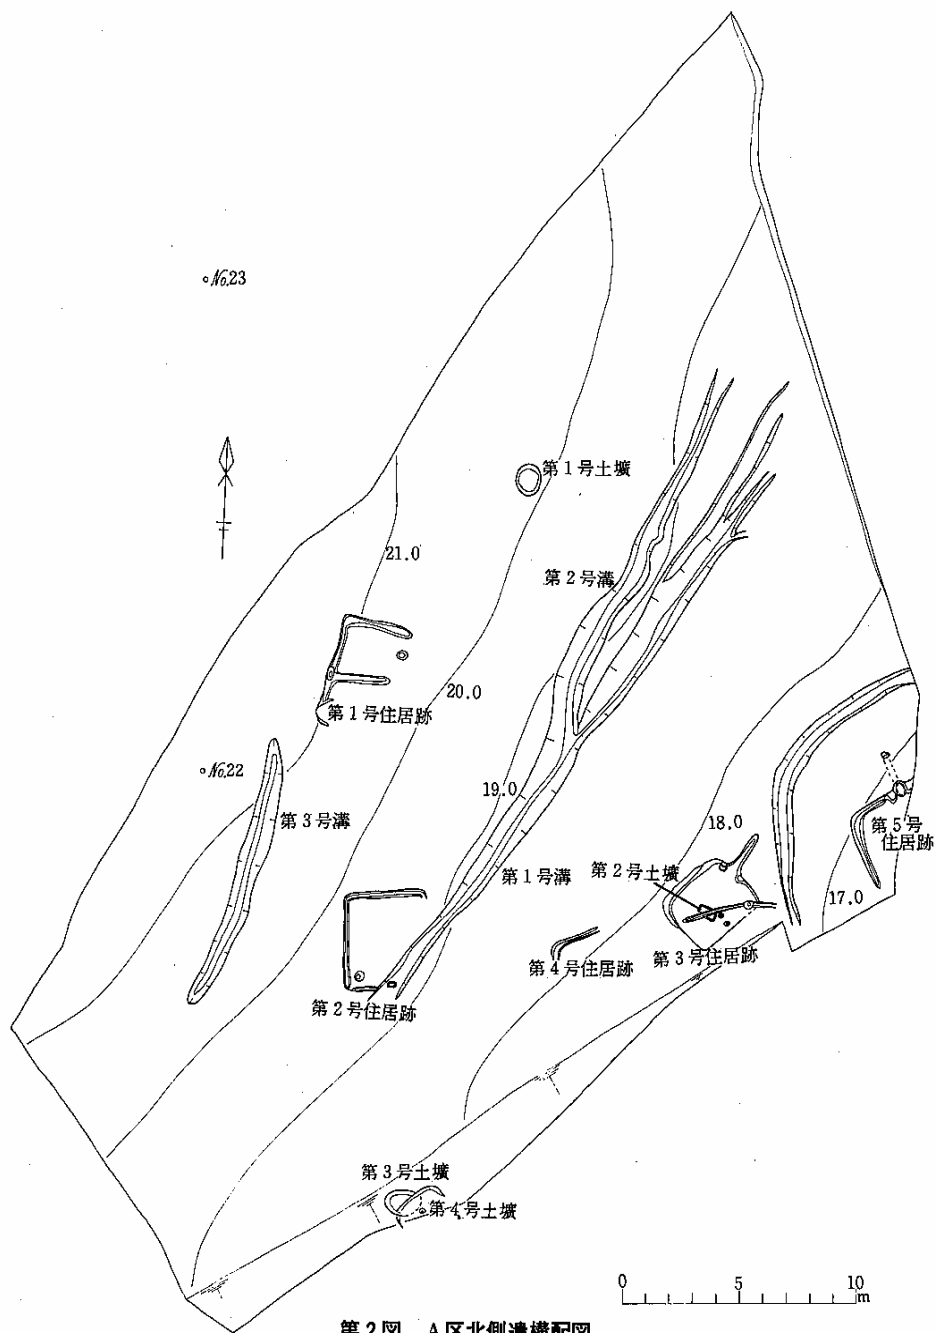 No.23
第1号土壙
21.0
第2号溝
20.0
第1号住居跡
No.22
19.0
第3号溝
18.0
第5号
住居跡
第1号溝
第2号土壙
17.0
第4号住居跡
第3号住居跡
第2号住居跡
第3号土壙
第4号土壙
0 5 10
m
第2図 A区北側遺構配図